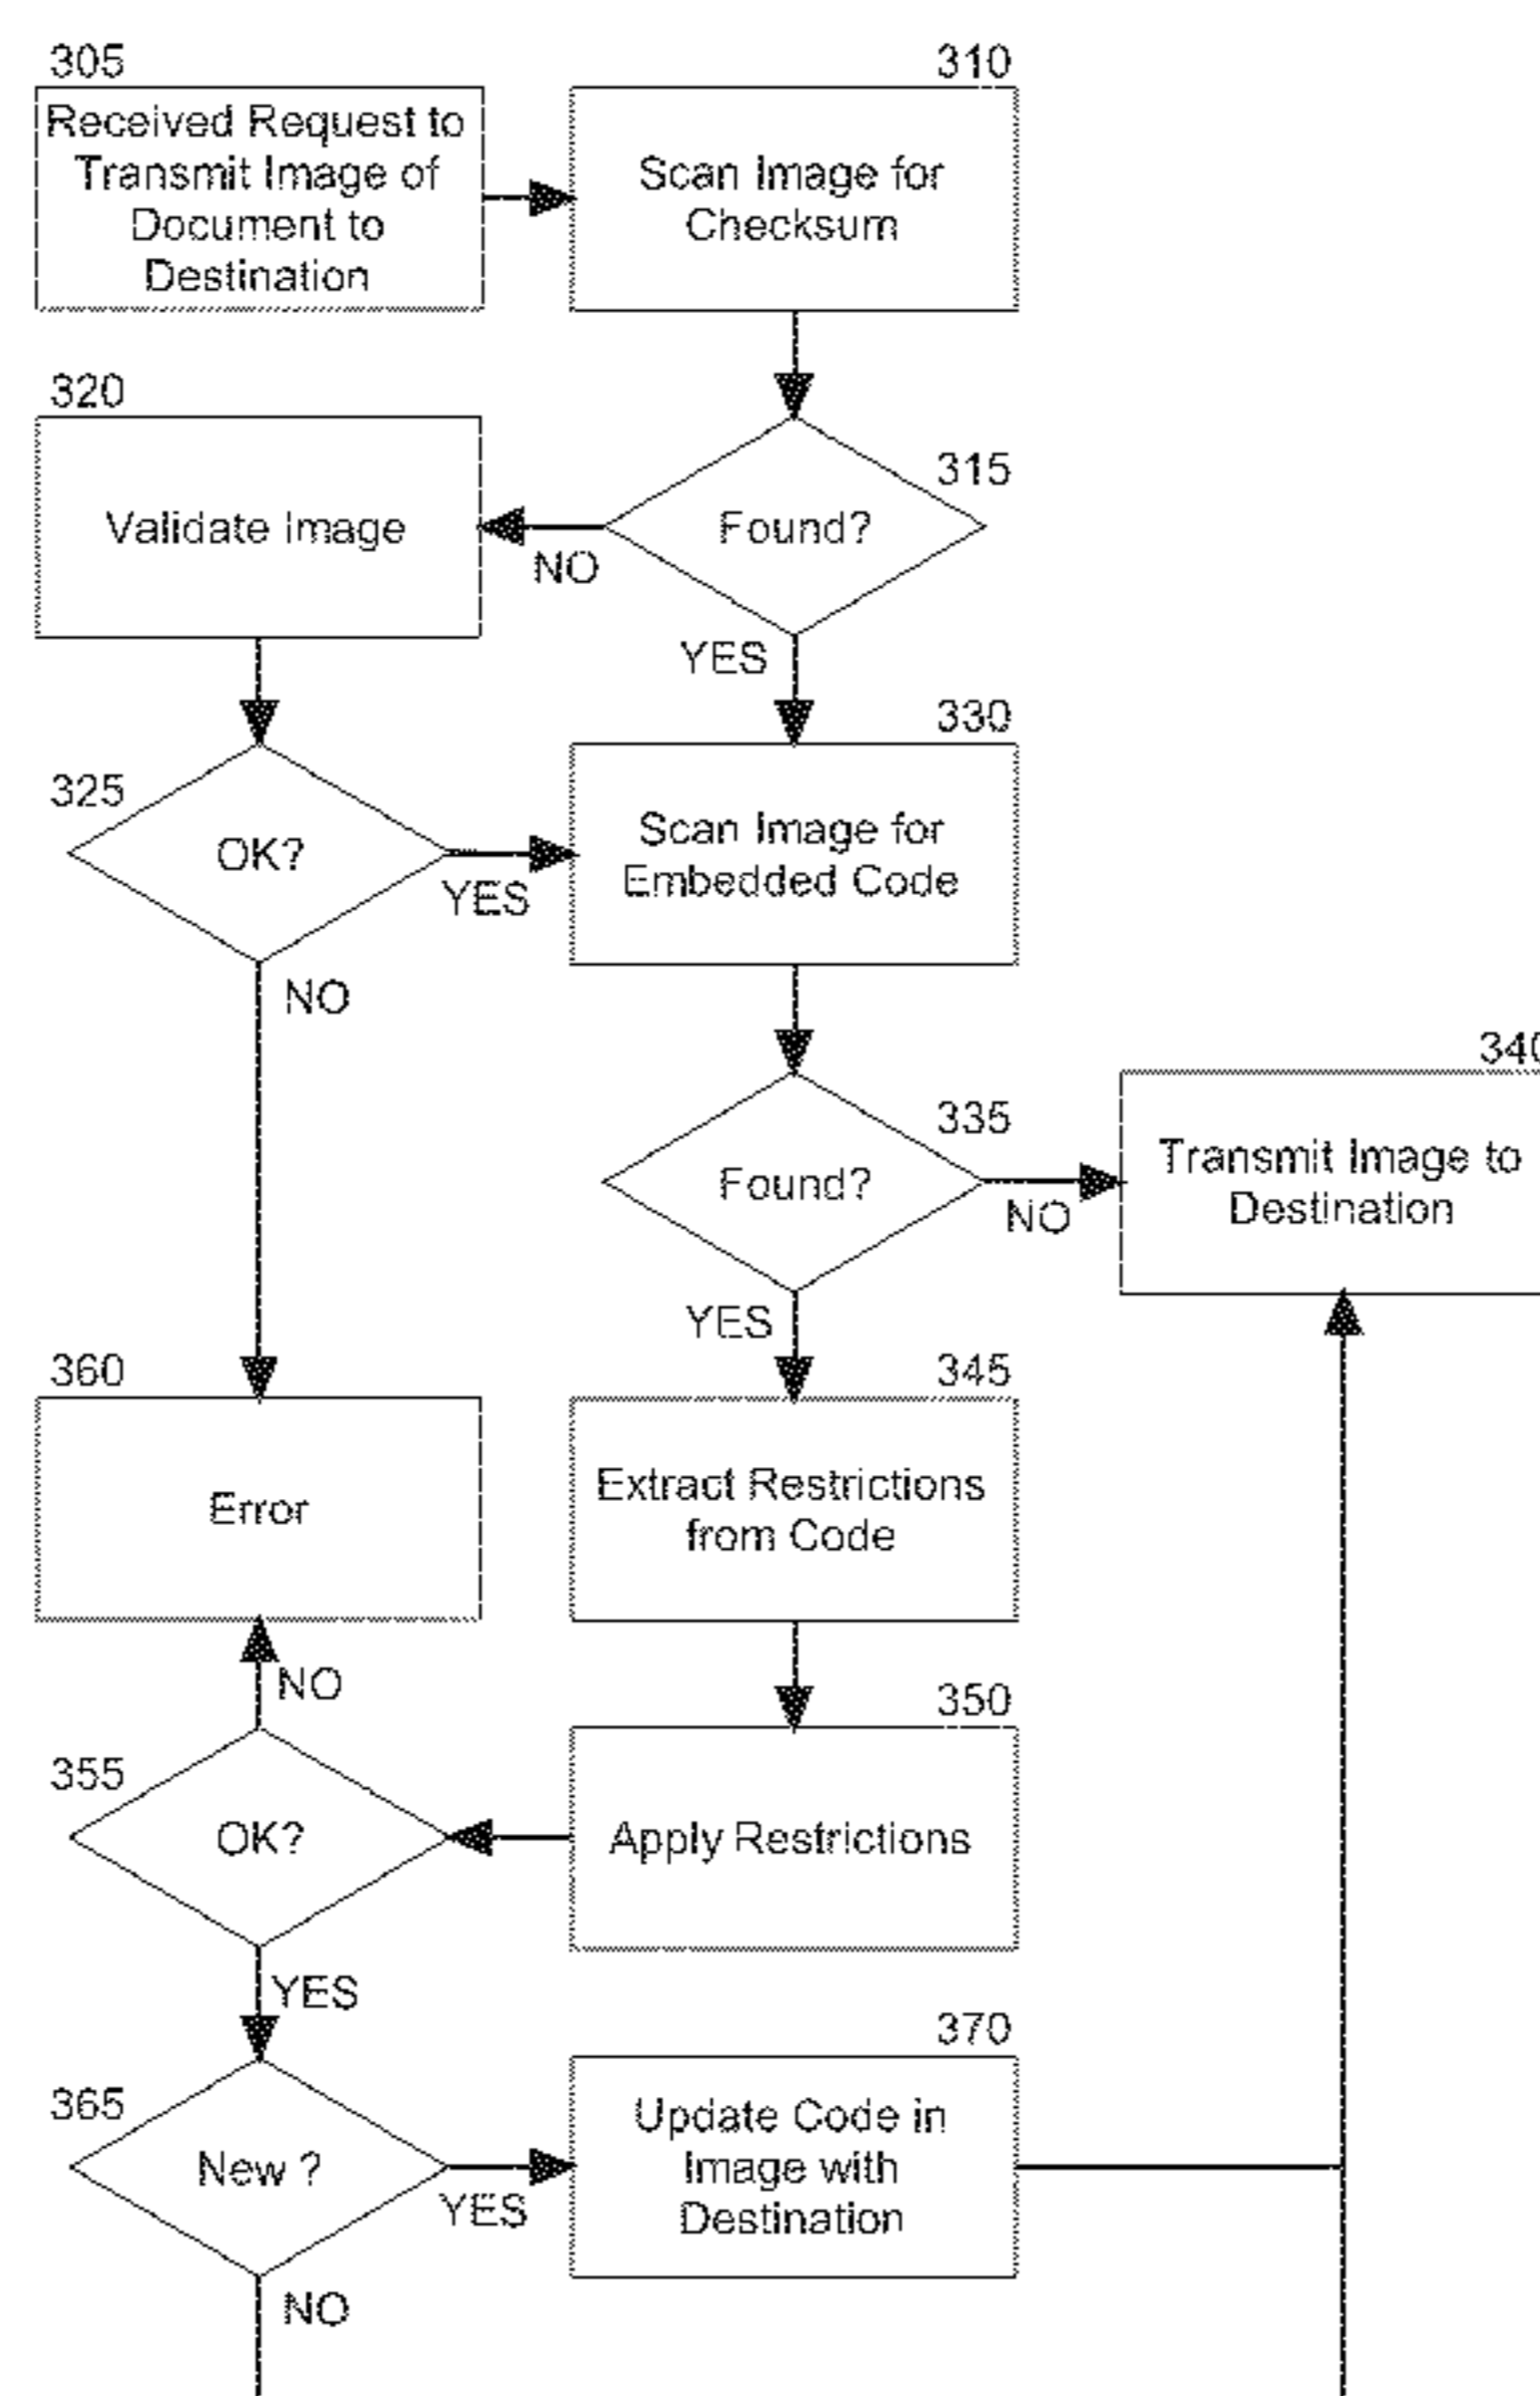 305
Received Request to
Transmit Image of
Document to
Destination
310
Scan Image for
Checksum
320
Validate Image
315
Found?
NO
YES
325
OK?
YES
NO
330
Scan Image for
Embedded Code
335
Found?
NO
YES
340
Transmit Image to
Destination
360
Error
345
Extract Restrictions
from Code
NO
350
Apply Restrictions
355
OK?
YES
365
New ?
YES
NO
370
Update Code in
Image with
Destination